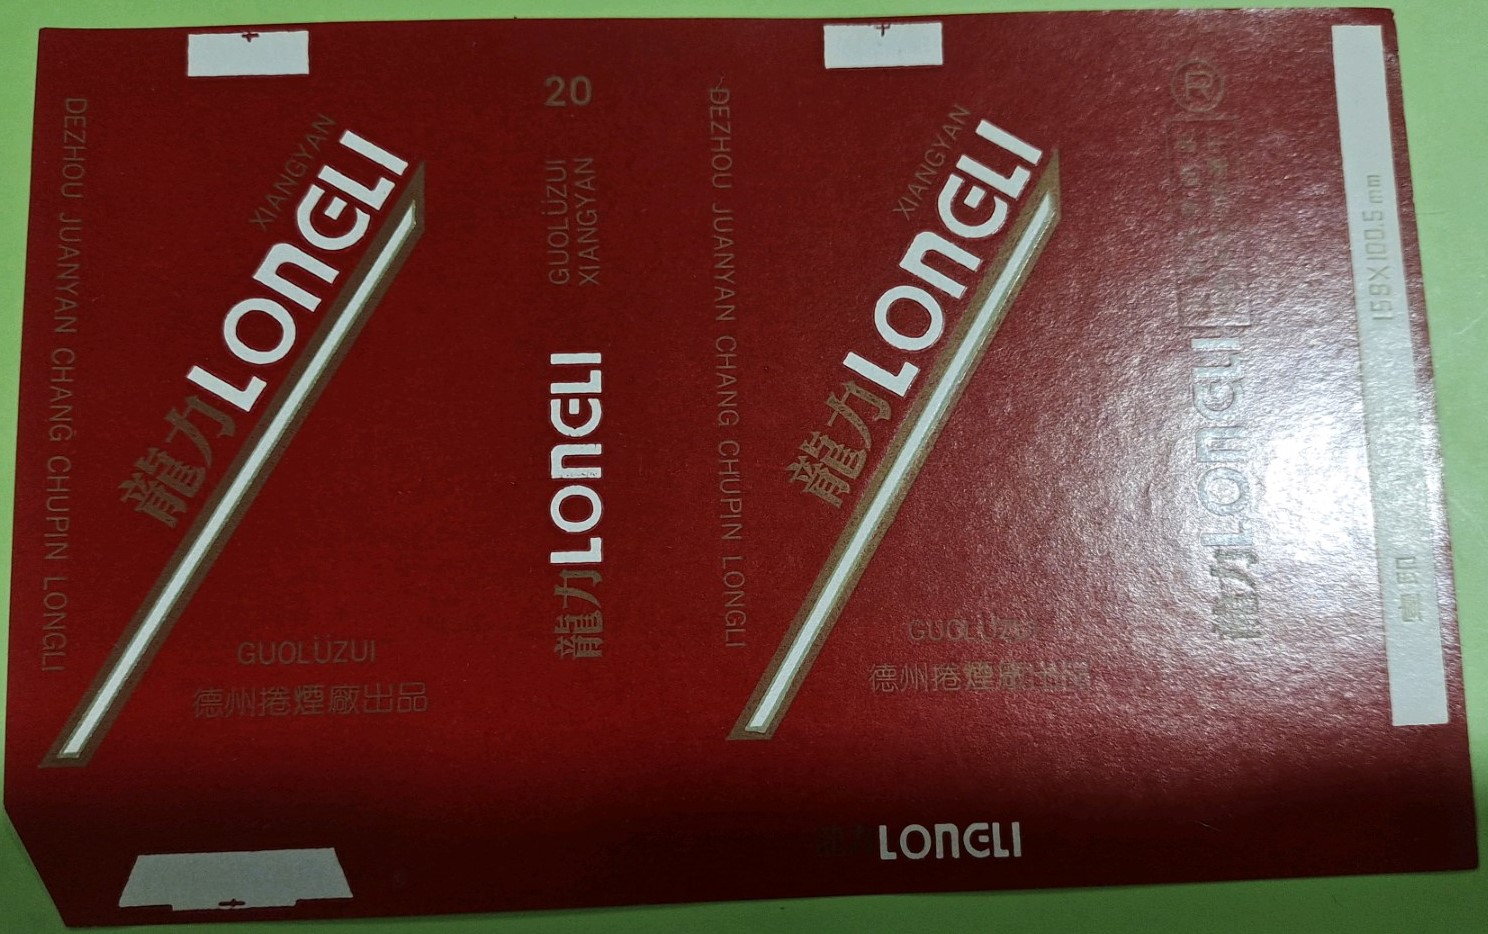 DEZHOU JUANYAN CHANG CHUPIN LONGLI
XIANGYAN
龍力LONGLI
GUOLÜZUI
德州捲煙廠出品
20
GUOLÜZUI
XIANGYAN
龍力LONGLI
DEZHOU JUANYAN CHANG CHUPIN LONGLI
XIANGYAN
龍力LONGLI
GUOLÜZUI
德州捲煙廠出品
LONGLI
®
龍力LONGLI
158X100.5mm